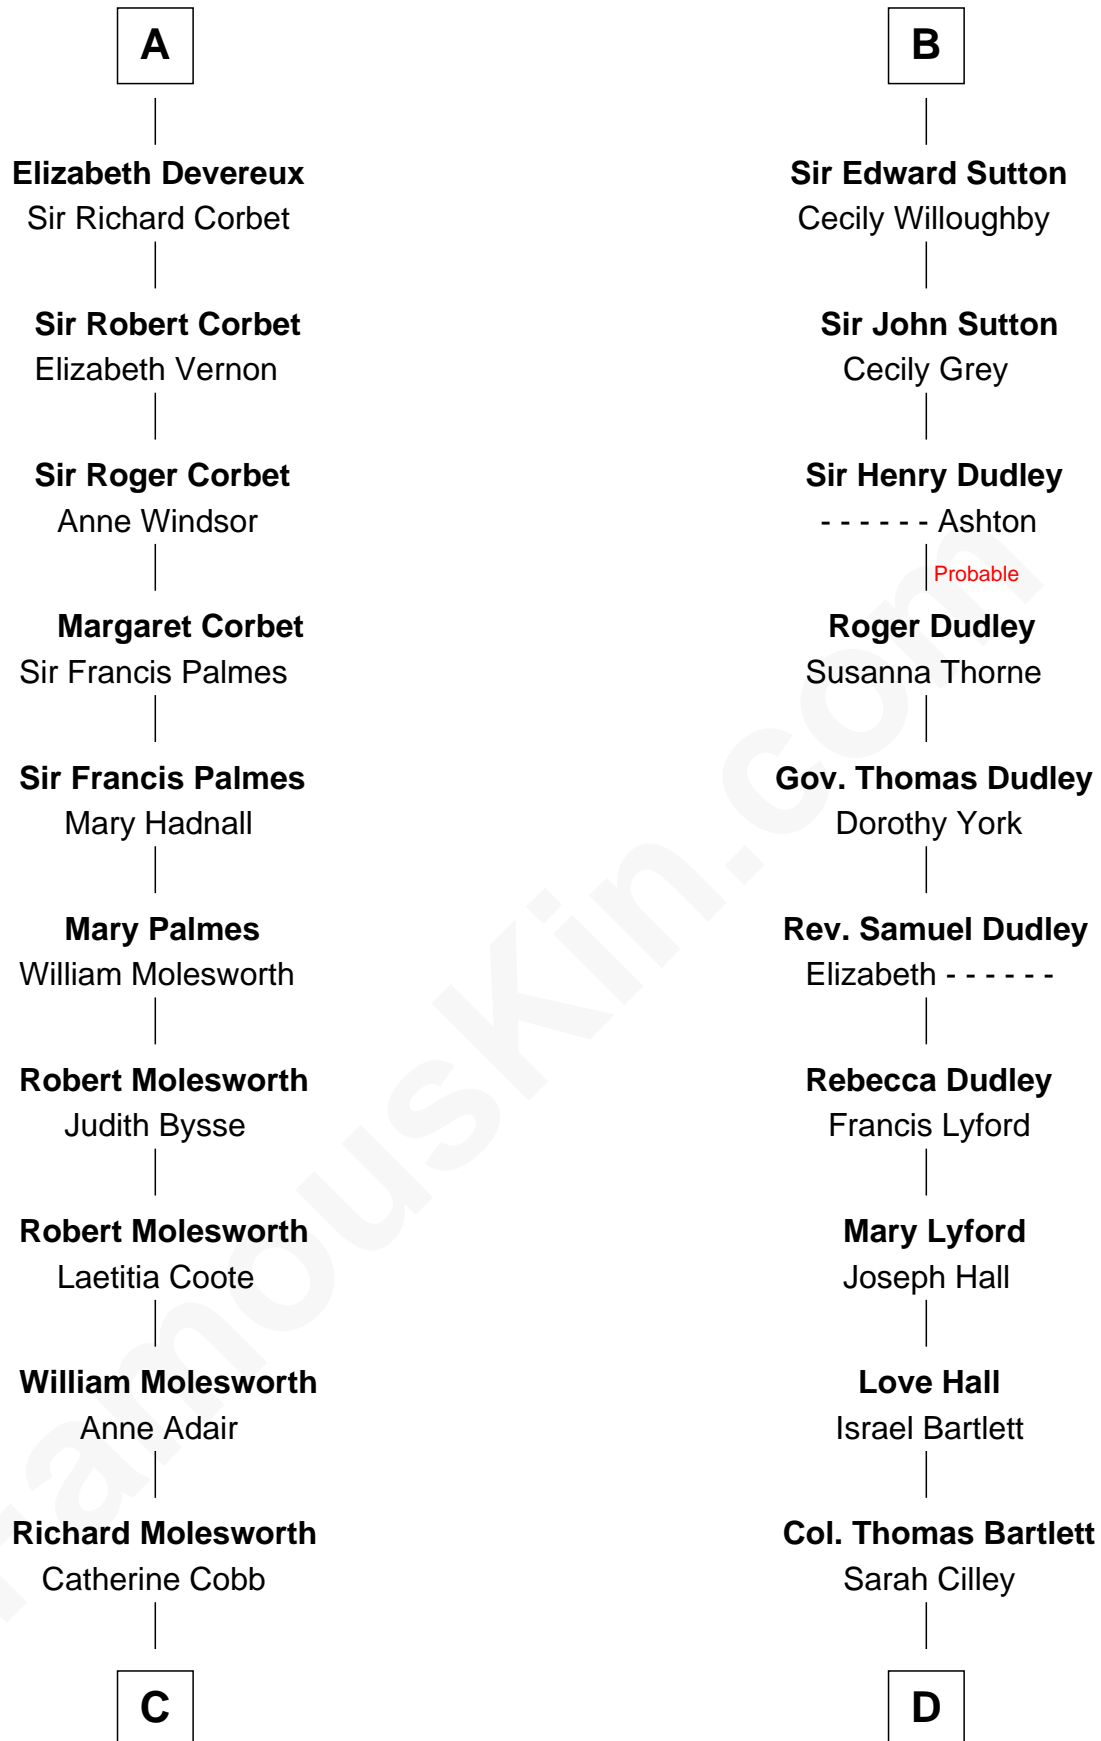 A
Elizabeth Devereux
Sir Richard Corbet
Sir Robert Corbet
Elizabeth Vernon
Sir Roger Corbet
Anne Windsor
Margaret Corbet
Sir Francis Palmes
Sir Francis Palmes
Mary Hadnall
Mary Palmes
William Molesworth
Robert Molesworth
Judith Bysse
Robert Molesworth
Laetitia Coote
William Molesworth
Anne Adair
Richard Molesworth
Catherine Cobb
C
B
Sir Edward Sutton
Cecily Willoughby
Sir John Sutton
Cecily Grey
Sir Henry Dudley
- - - - - - Ashton
Probable
Roger Dudley
Susanna Thorne
Gov. Thomas Dudley
Dorothy York
Rev. Samuel Dudley
Elizabeth - - - - - -
Rebecca Dudley
Francis Lyford
Mary Lyford
Joseph Hall
Love Hall
Israel Bartlett
Col. Thomas Bartlett
Sarah Cilley
D
FamousKin.com